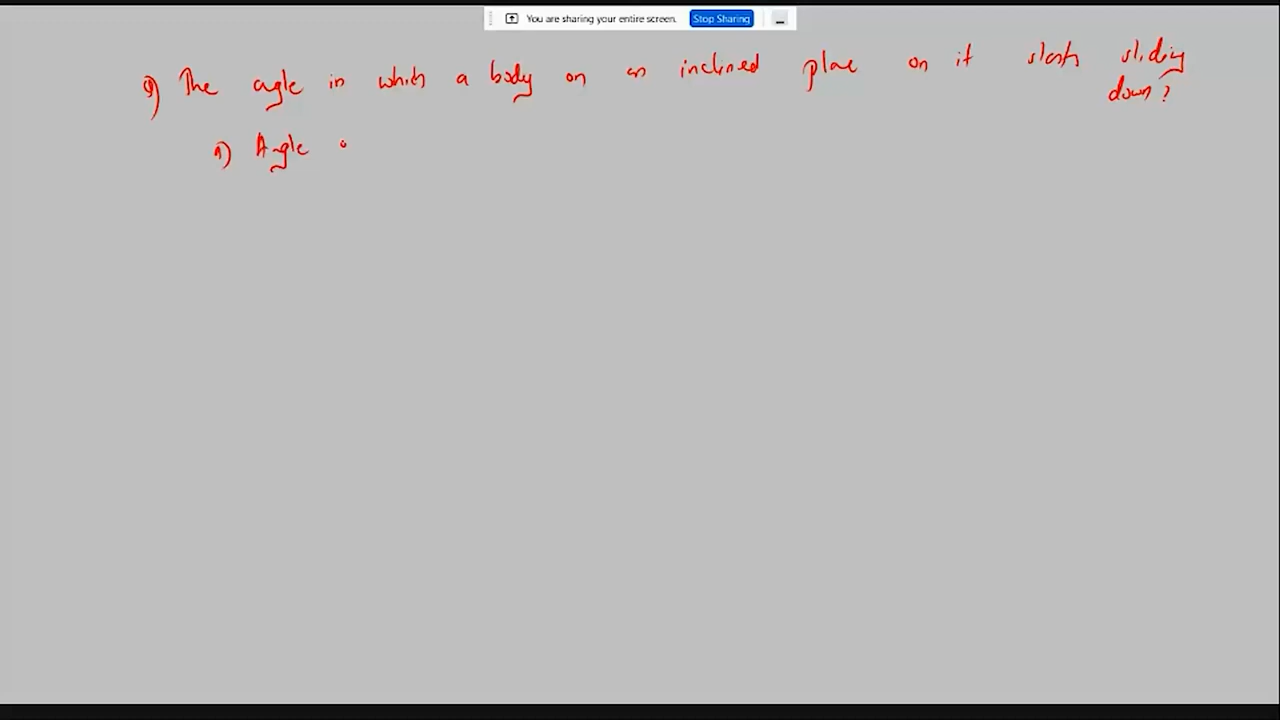 You are sharing your entire screen. Stop Sharing
Q) The angle in which a body on an inclined plane on it starts sliding
down?
A) Angle o